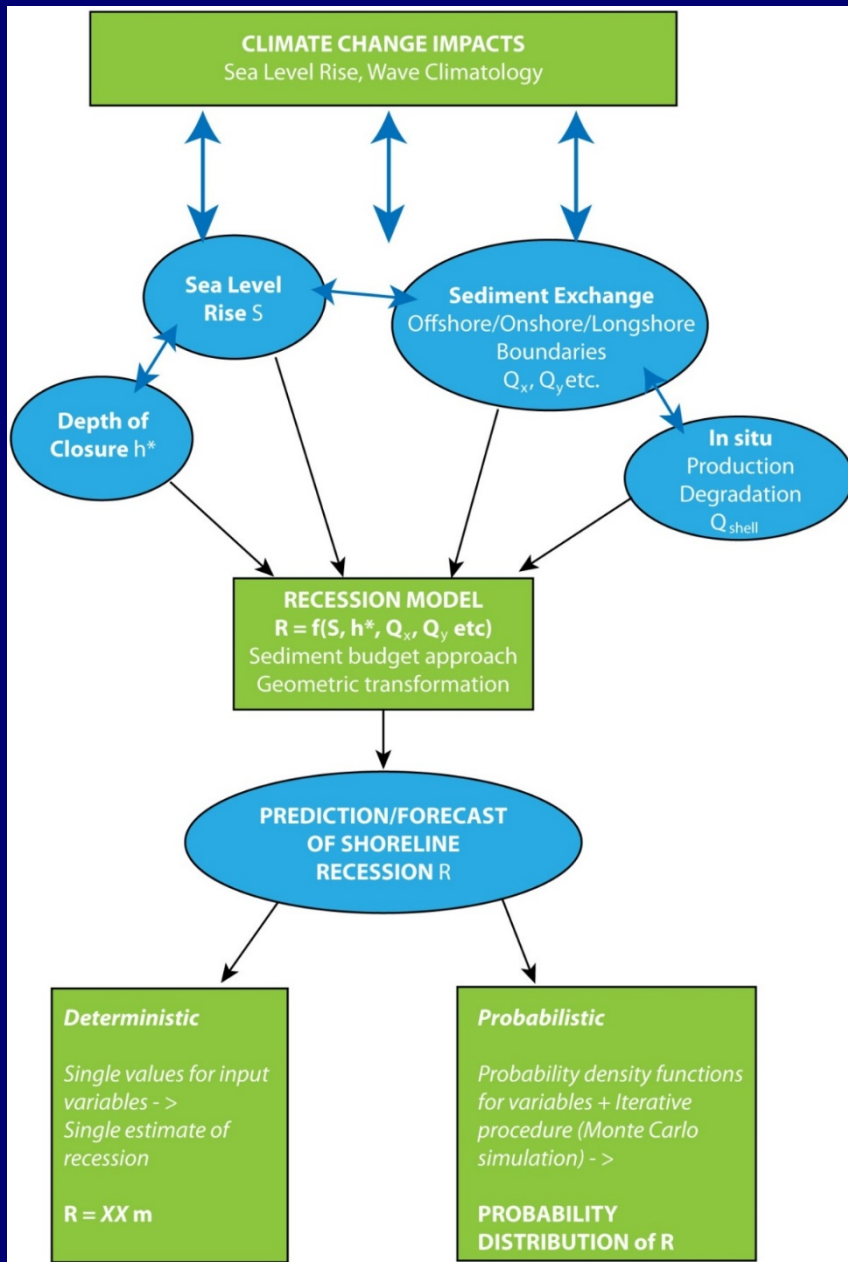 CLIMATE CHANGE IMPACTS
Sea Level Rise, Wave Climatology
Sea Level
Rise S
Sediment Exchange
Offshore/Onshore/Longshore
Boundaries
Qx, Qy etc.
Depth of
Closure h*
In situ
Production
Degradation
Q shell
RECESSION MODEL
R = f(S, h*, Qx, Qy etc)
Sediment budget approach
Geometric transformation
PREDICTION/FORECAST
OF SHORELINE
RECESSION R
Deterministic
Single values for input
variables - >
Single estimate of
recession
R = XX m
Probabilistic
Probability density functions
for variables + Iterative
procedure (Monte Carlo
simulation) - >
PROBABILITY
DISTRIBUTION of R